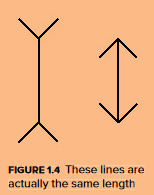 FIGURE 1.4 These lines are
actually the same length